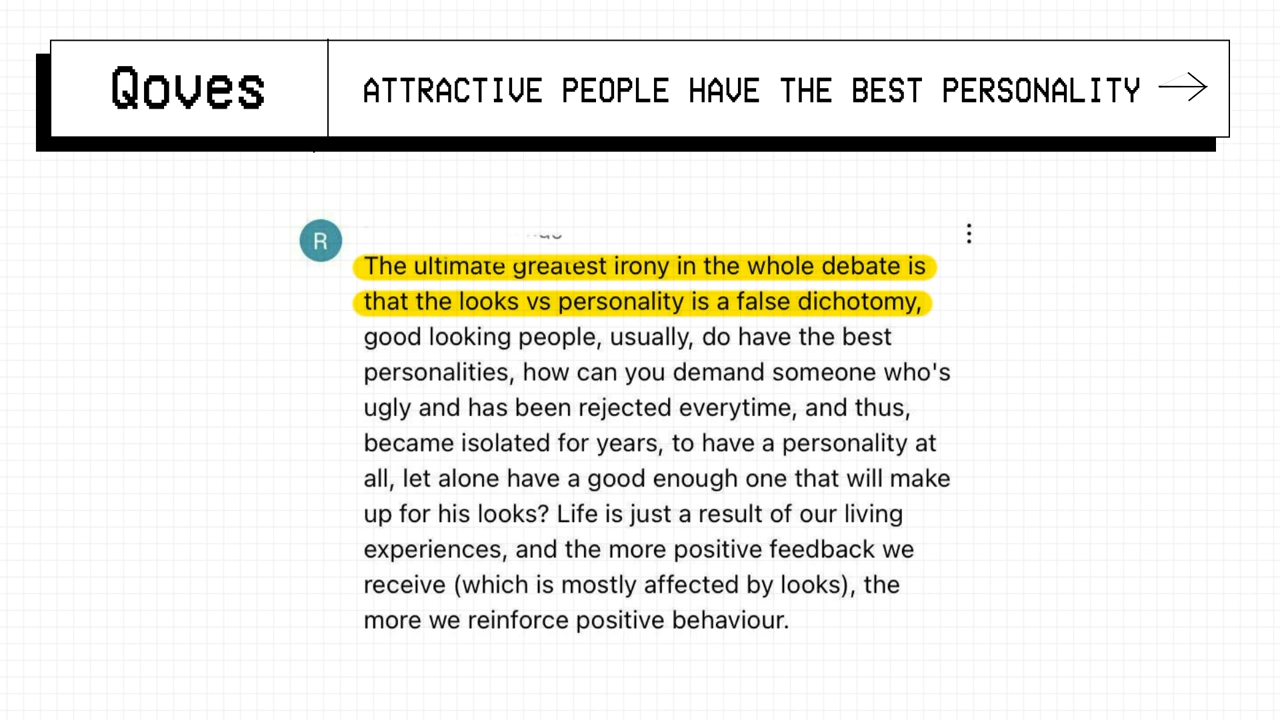 Qoves
ATTRACTIVE PEOPLE HAVE THE BEST PERSONALITY
R
The ultimate greatest irony in the whole debate is
that the looks vs personality is a false dichotomy,
good looking people, usually, do have the best
personalities, how can you demand someone who's
ugly and has been rejected everytime, and thus,
became isolated for years, to have a personality at
all, let alone have a good enough one that will make
up for his looks? Life is just a result of our living
experiences, and the more positive feedback we
receive (which is mostly affected by looks), the
more we reinforce positive behaviour.